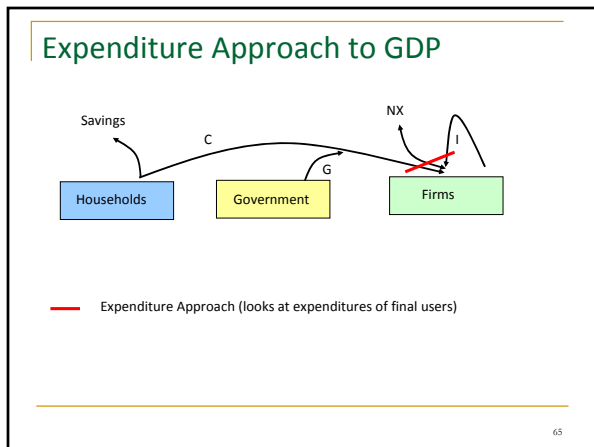 Expenditure Approach to GDP
NX
Savings
C
I
G
Households
Government
Firms
Expenditure Approach (looks at expenditures of final users)
65